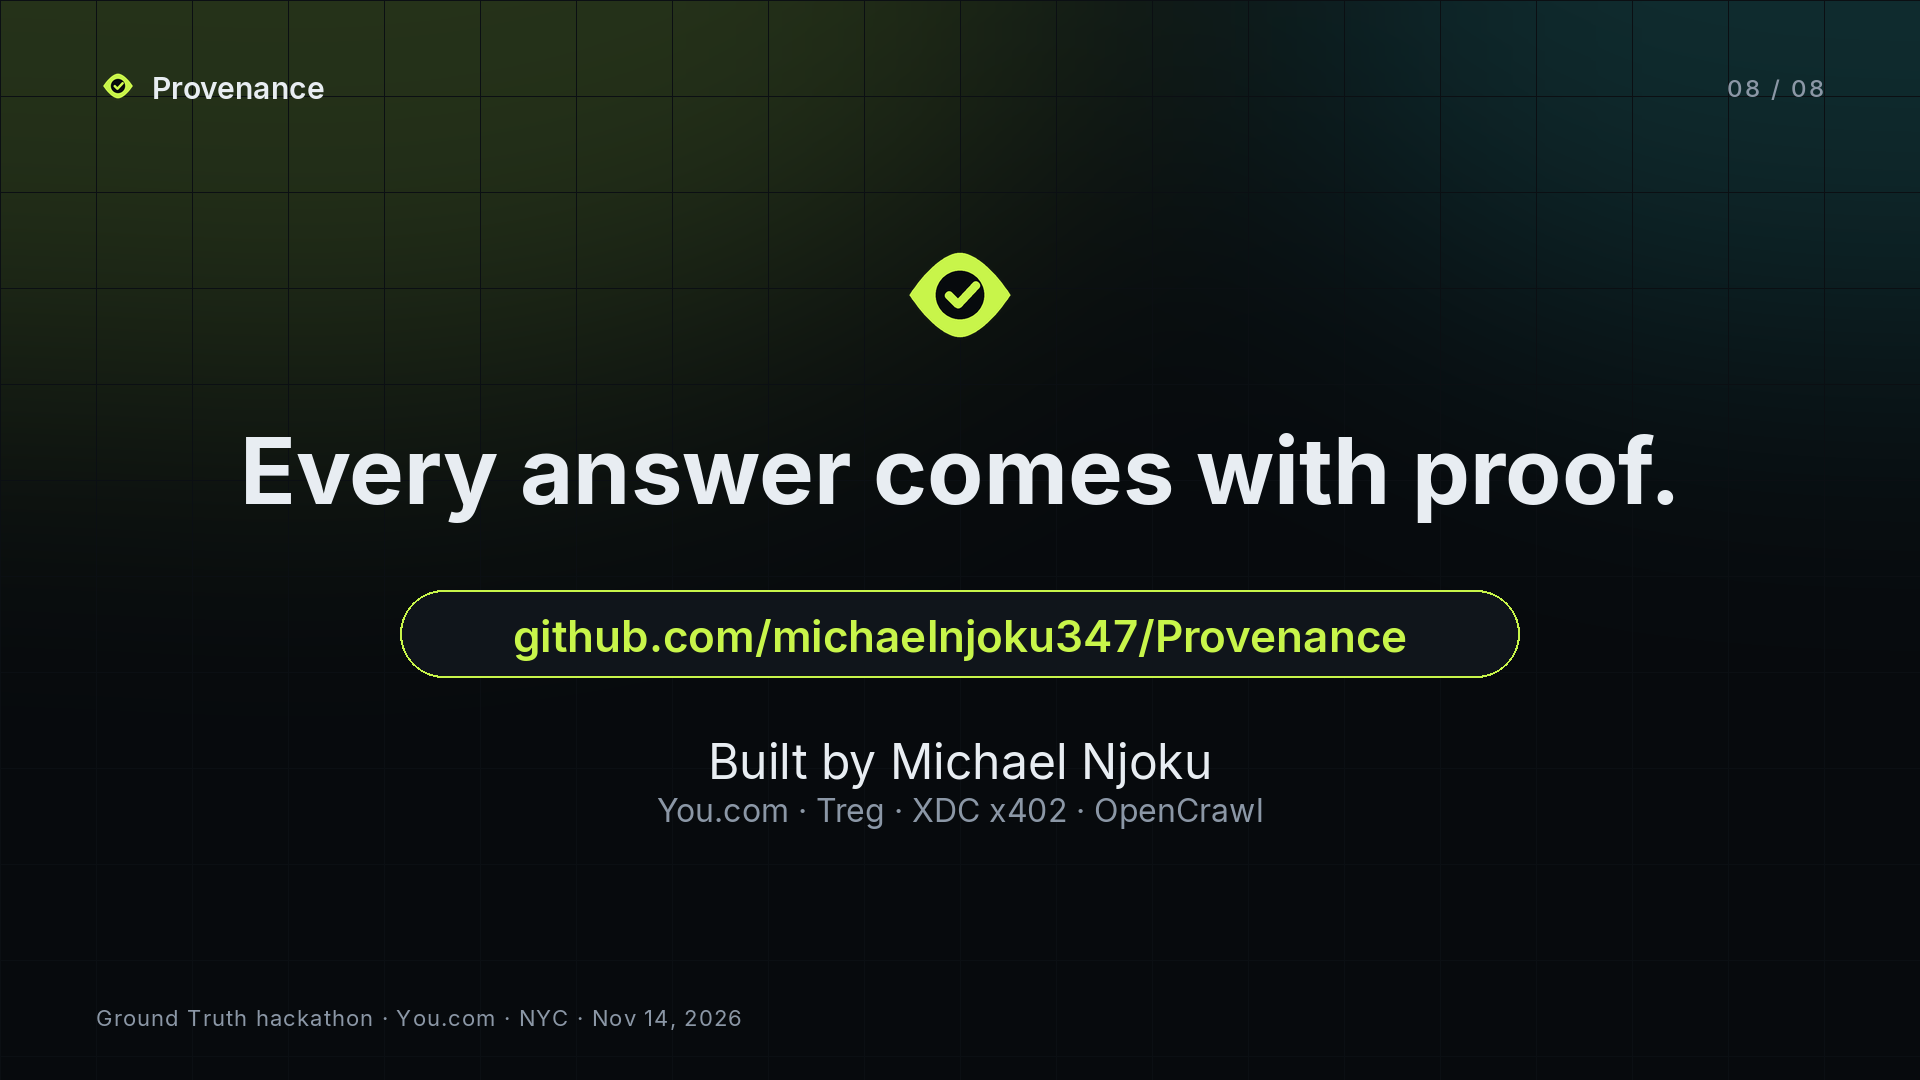 Provenance
08 / 08
Every answer comes with proof.
github.com/michaelnjoku347/Provenance
Built by Michael Njoku
You.com · Treg · XDC x402 · OpenCrawl
Ground Truth hackathon · You.com · NYC · Nov 14, 2026